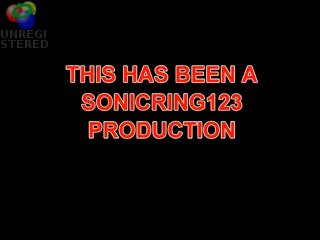 UNREGI
STERED
THIS HAS BEEN A
SONICRING123
PRODUCTION